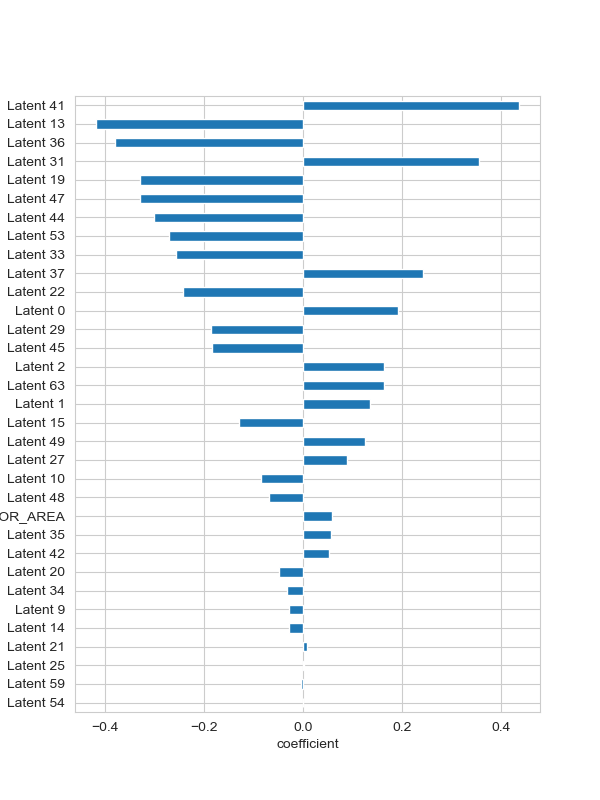 Latent 41
Latent 13
Latent 36
Latent 31
Latent 19
Latent 47
Latent 44
Latent 53
Latent 33
Latent 37
Latent 22
Latent 0
Latent 29
Latent 45
Latent 2
Latent 63
Latent 1
Latent 15
Latent 49
Latent 27
Latent 10
Latent 48
OR_AREA
Latent 35
Latent 42
Latent 20
Latent 34
Latent 9
Latent 14
Latent 21
Latent 25
Latent 59
Latent 54
−0.4 −0.2 0.0 0.2 0.4
coefficient